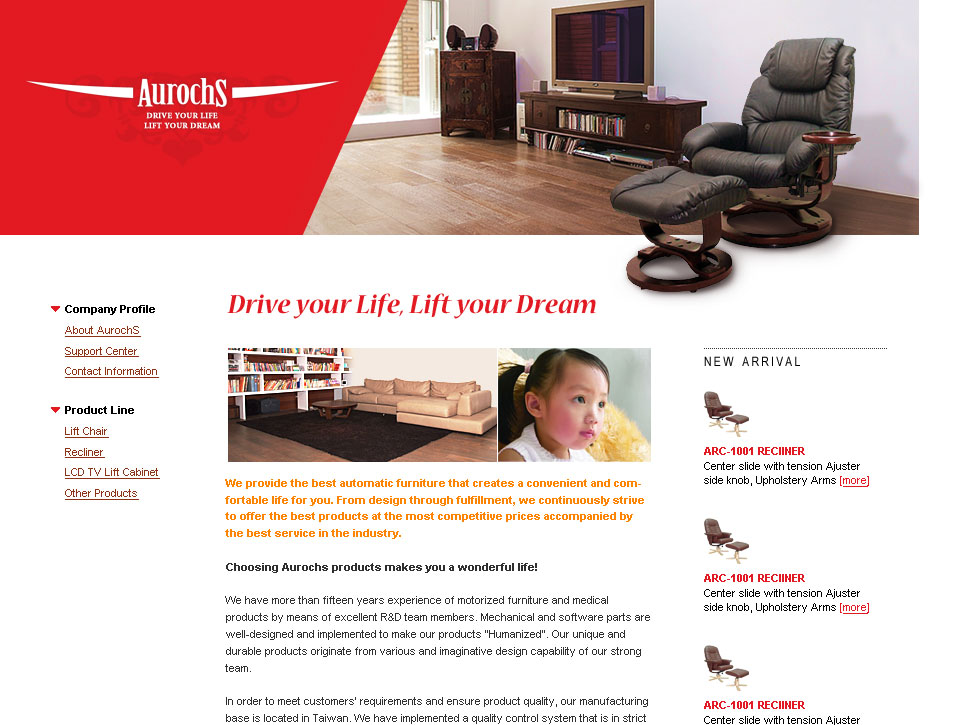 AurochS
DRIVE YOUR LIFE
LIFT YOUR DREAM
Company Profile
About AurochS
Support Center
Contact Information
Product Line
Lift Chair
Recliner
LCD TV Lift Cabinet
Other Products
Drive your Life, Lift your Dream
We provide the best automatic furniture that creates a convenient and com-
fortable life for you. From design through fulfillment, we continuously strive
to offer the best products at the most competitive prices accompanied by
the best service in the industry.
Choosing Aurochs products makes you a wonderful life!
We have more than fifteen years experience of motorized furniture and medical
products by means of excellent R&D team members. Mechanical and software parts are
well-designed and implemented to make our products "Humanized". Our unique and
durable products originate from various and imaginative design capability of our strong
team.
In order to meet customers' requirements and ensure product quality, our manufacturing
base is located in Taiwan. We have implemented a quality control system that is in strict
NEW ARRIVAL
ARC-1001 RECIINER
Center slide with tension Ajuster
side knob, Upholstery Arms [more]
ARC-1001 RECIINER
Center slide with tension Ajuster
side knob, Upholstery Arms [more]
ARC-1001 RECIINER
Center slide with tension Ajuster